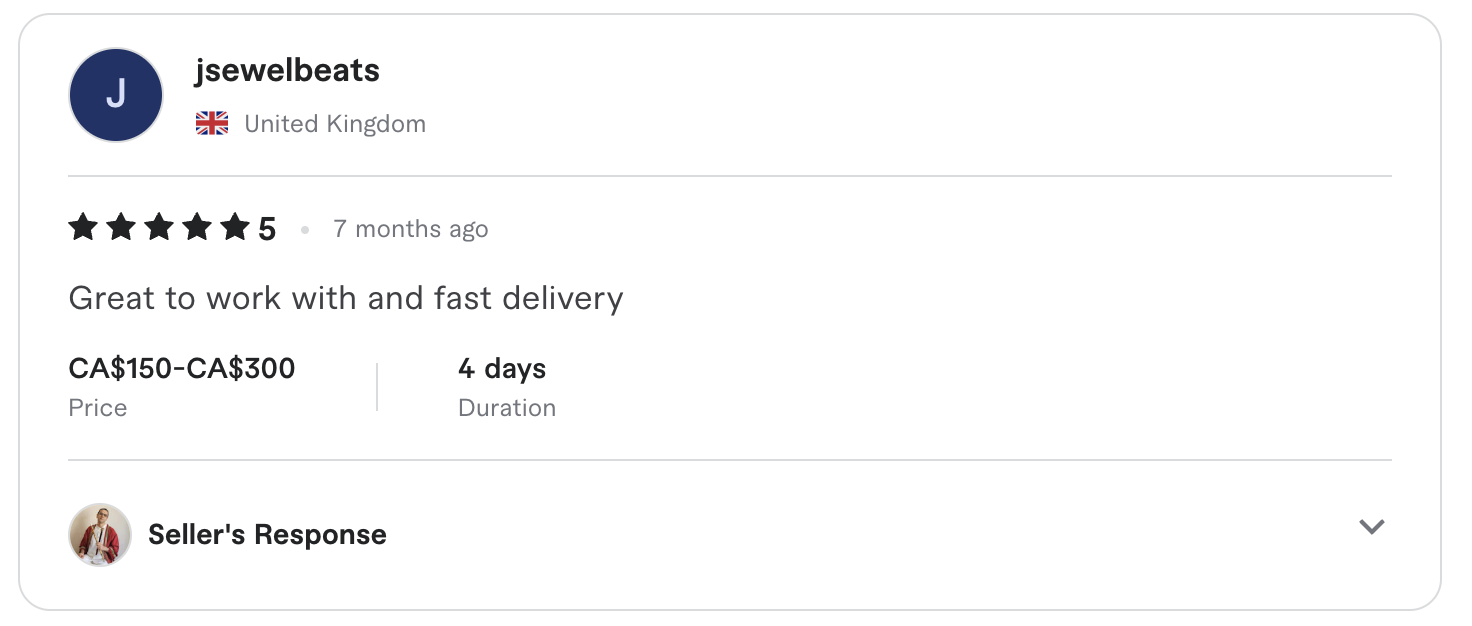 J
jsewelbeats
United Kingdom
5 • 7 months ago
Great to work with and fast delivery
CA$150-CA$300
Price
4 days
Duration
Seller's Response